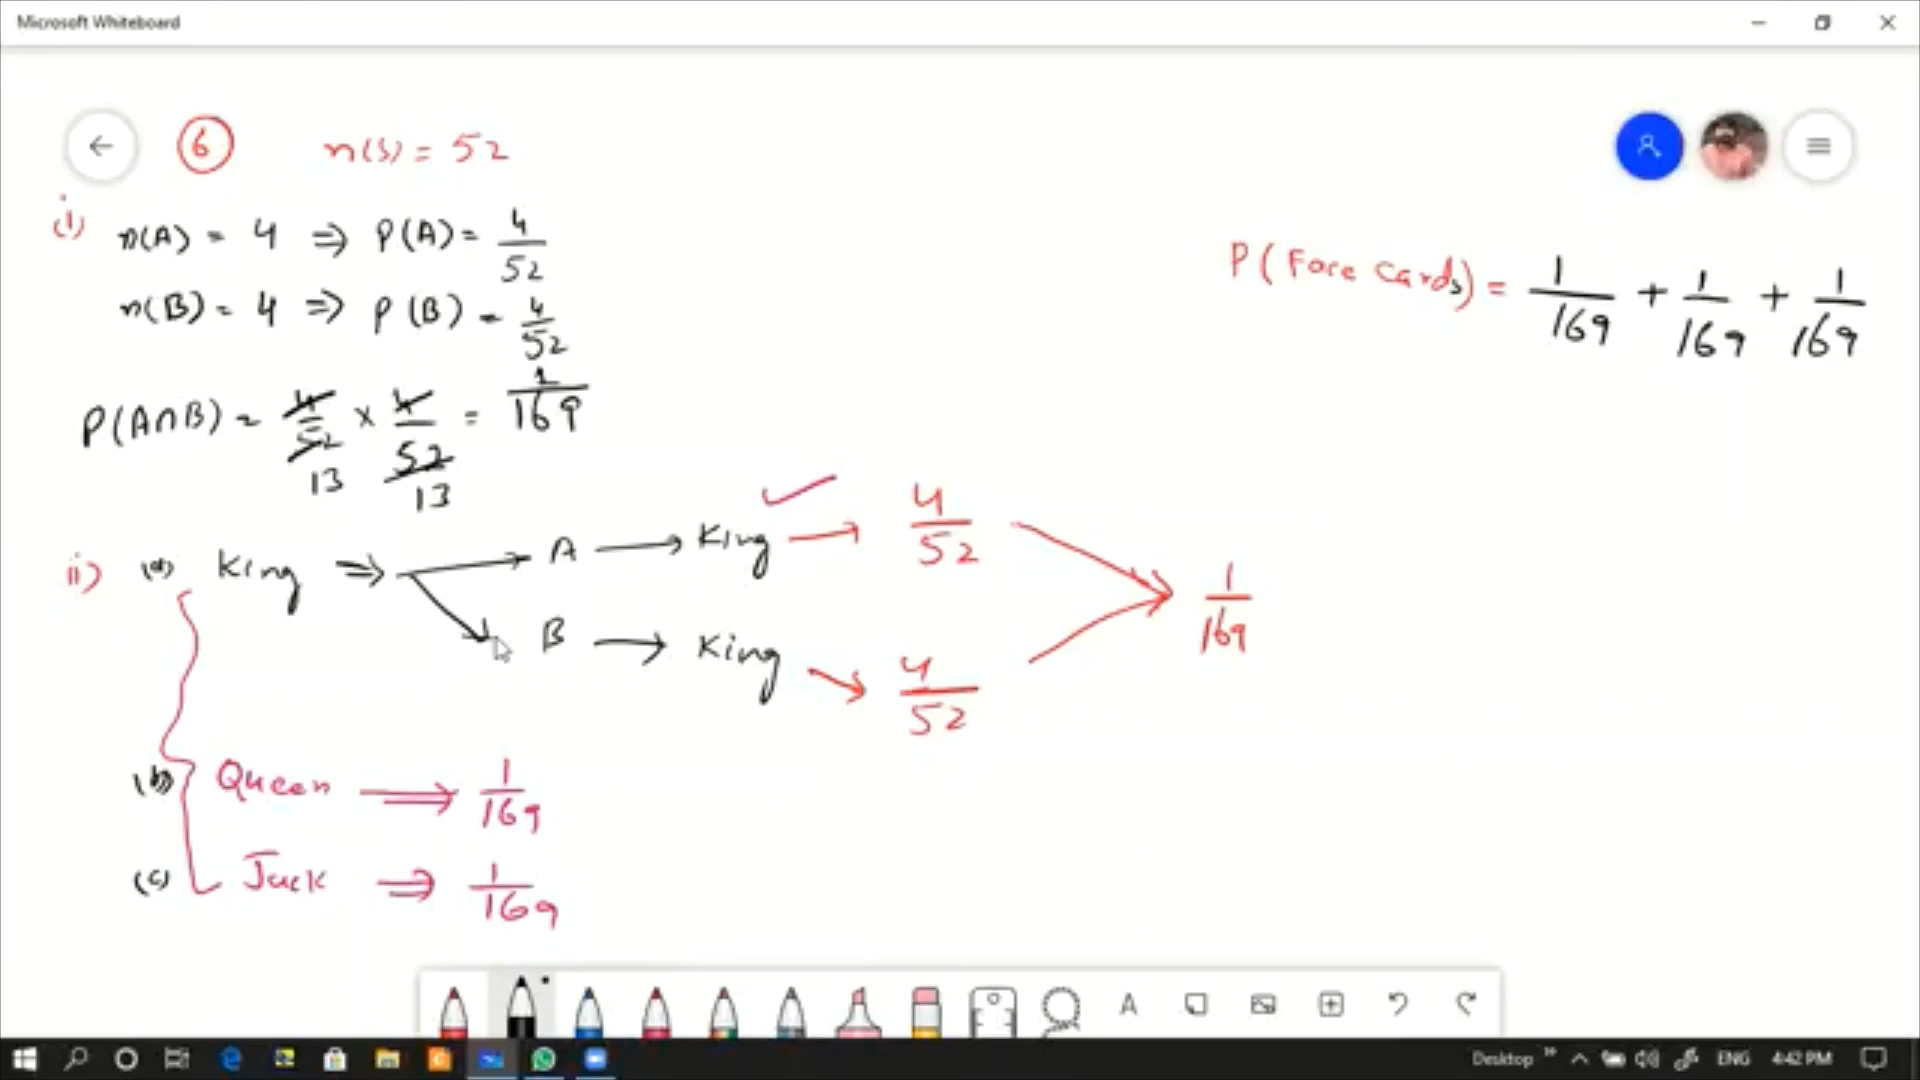 Microsoft Whiteboard
6 n(s) = 52
(i) n(A) = 4 ⇒ P(A) = 4/52
n(B) = 4 ⇒ P(B) = 4/52
P(A∩B) = 4/52 × 4/52 = 1/169
13 13
P(Face cards) = 1/169 + 1/169 + 1/169
ii) (a) King ⇒ A → King → 4/52
B → King → 4/52
1/169
(b) Queen ⇒ 1/169
(c) Jack ⇒ 1/169
A
Desktop ENG 4:42 PM